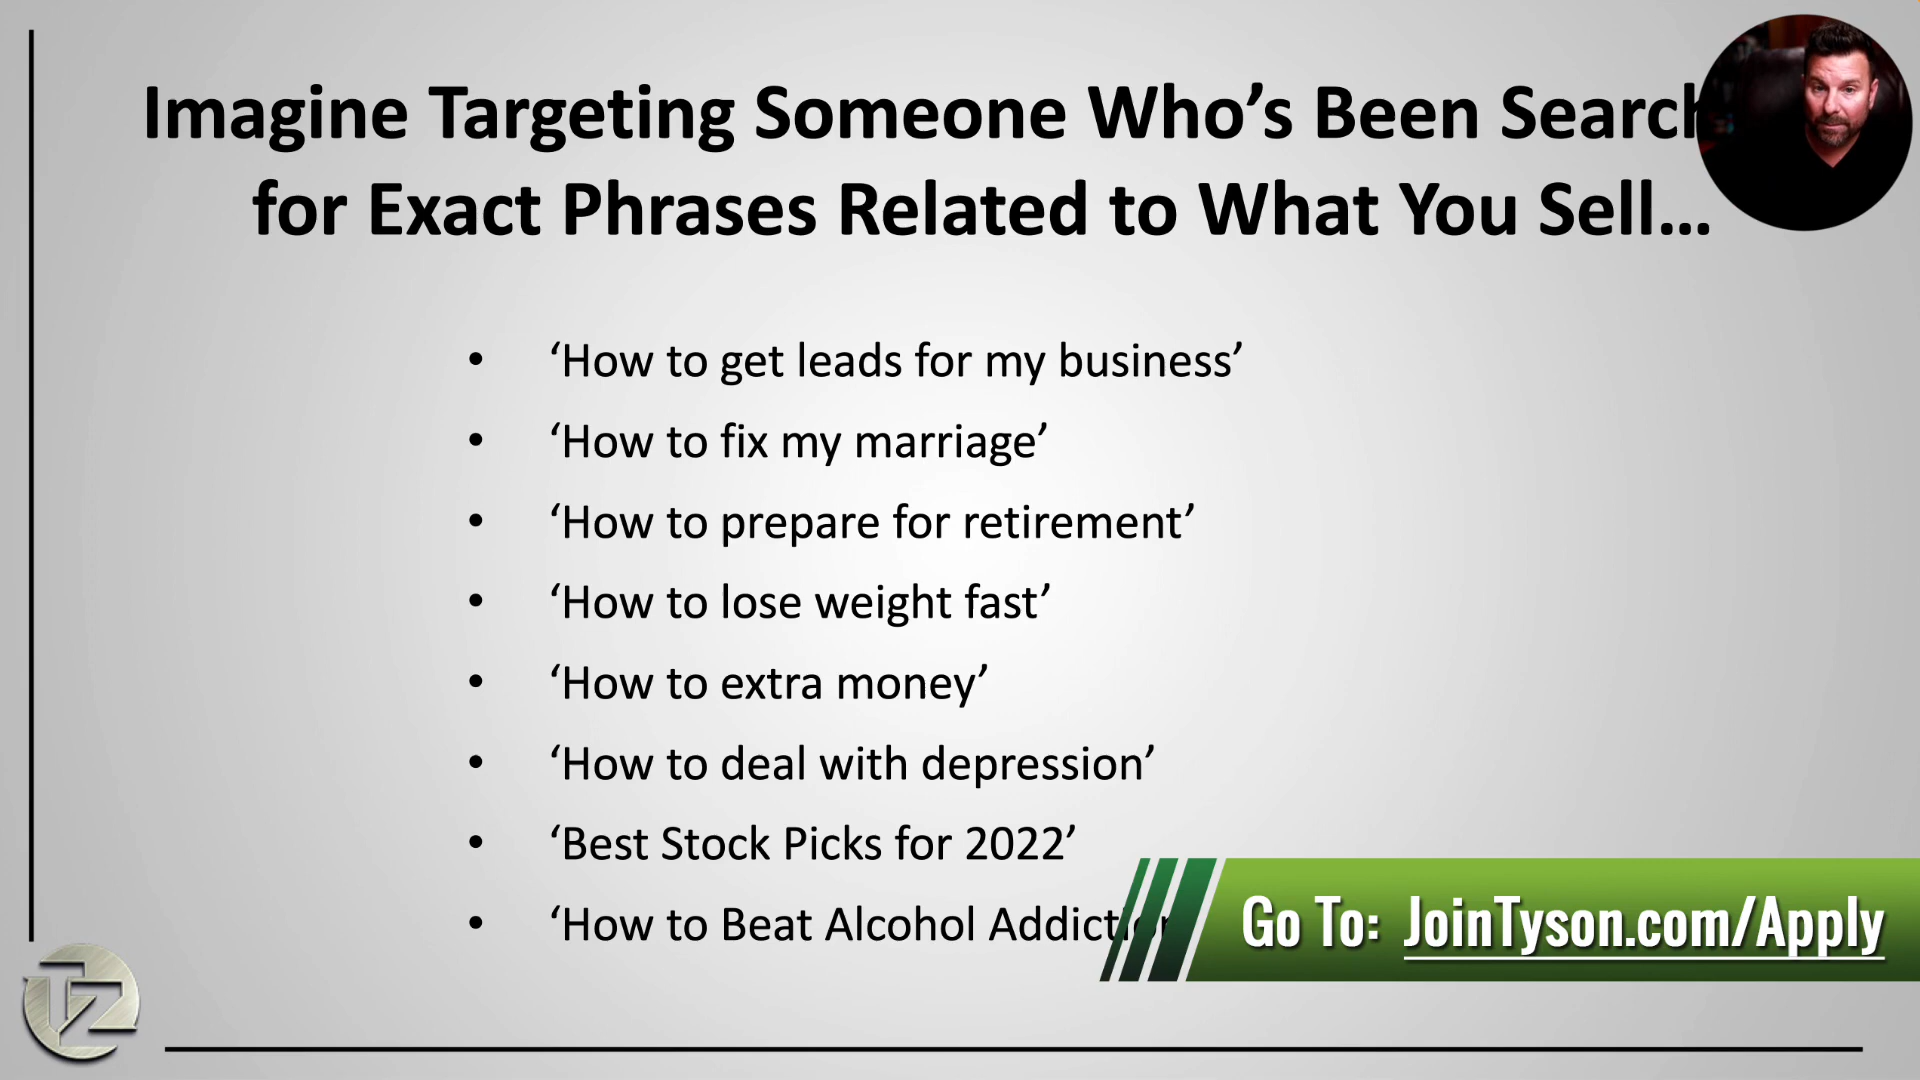 Imagine Targeting Someone Who’s Been Search
for Exact Phrases Related to What You Sell...
• ‘How to get leads for my business’
• ‘How to fix my marriage’
• ‘How to prepare for retirement’
• ‘How to lose weight fast’
• ‘How to extra money’
• ‘How to deal with depression’
• ‘Best Stock Picks for 2022’
• ‘How to Beat Alcohol Addiction
Go To: JoinTyson.com/Apply
TZ